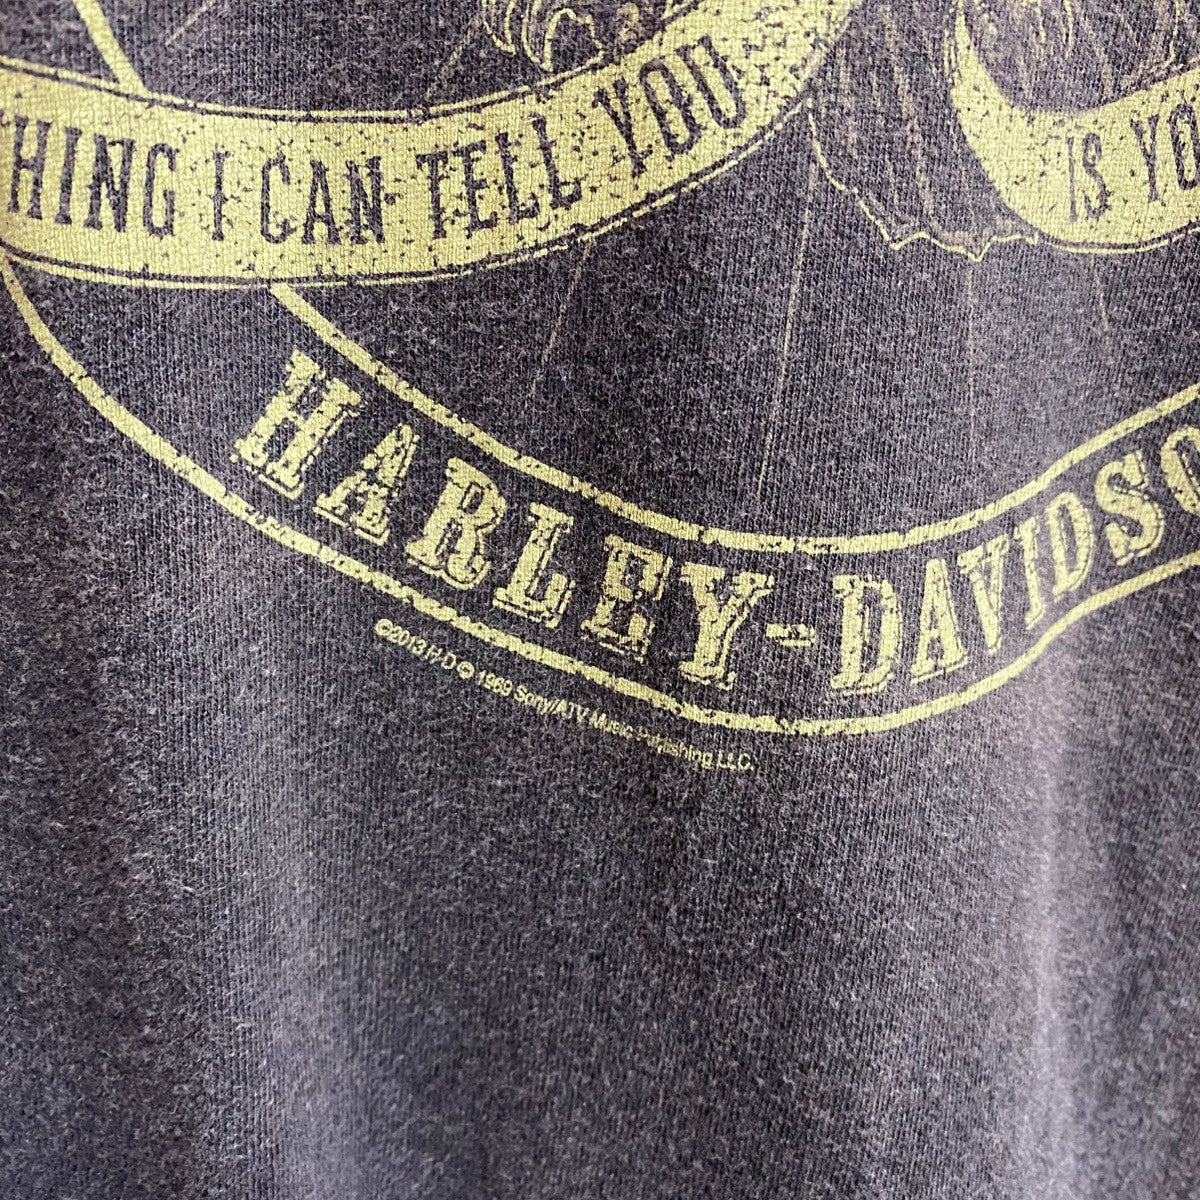 HING I CAN TELL YOU
IS YO
HARLEY-DAVIDSO
©2013 H-D © 1969 Sony/ATV Music Publishing LLC.